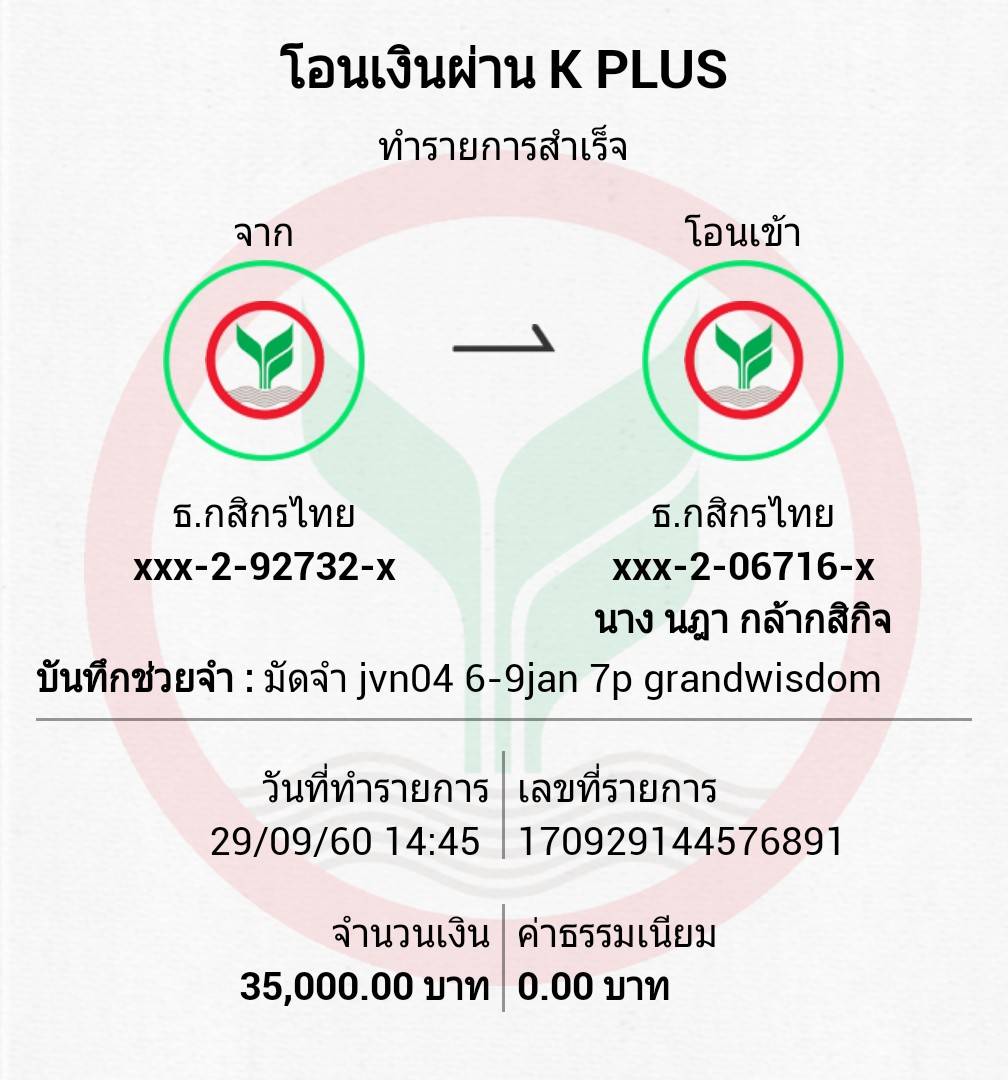 โอนเงินผ่าน K PLUS
ทำรายการสำเร็จ
จาก
โอนเข้า
ธ.กสิกรไทย
xxx-2-92732-x
ธ.กสิกรไทย
xxx-2-06716-x
นาง นฎา กล้ากสิกิจ
บันทึกช่วยจำ : มัดจำ jvn04 6-9jan 7p grandwisdom
วันที่ทำรายการ
29/09/60 14:45
เลขที่รายการ
170929144576891
จำนวนเงิน
35,000.00 บาท
ค่าธรรมเนียม
0.00 บาท